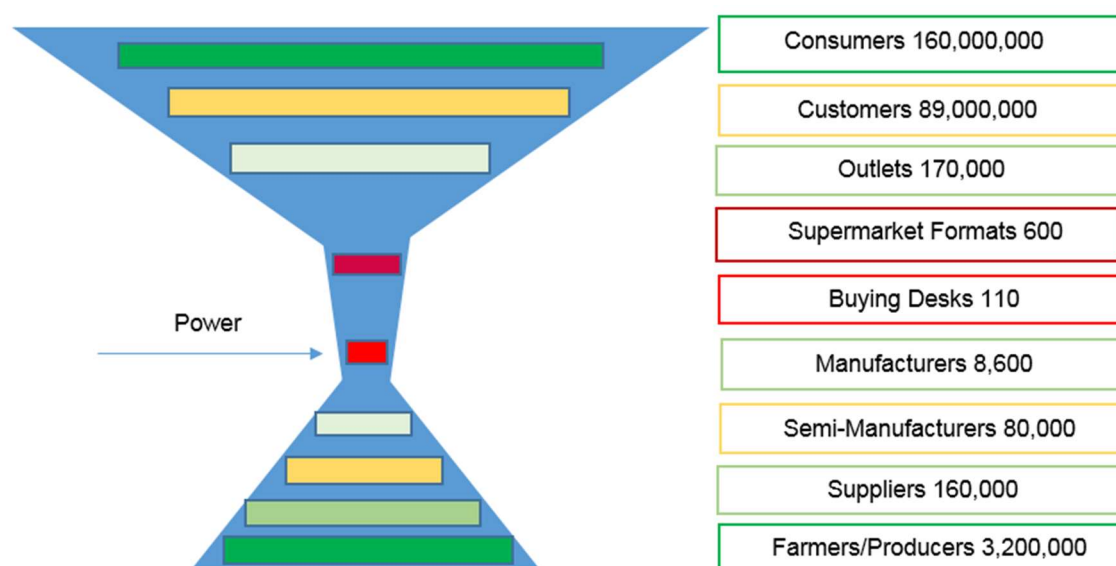 Consumers 160,000,000
Customers 89,000,000
Outlets 170,000
Supermarket Formats 600
Buying Desks 110
Power
Manufacturers 8,600
Semi-Manufacturers 80,000
Suppliers 160,000
Farmers/Producers 3,200,000